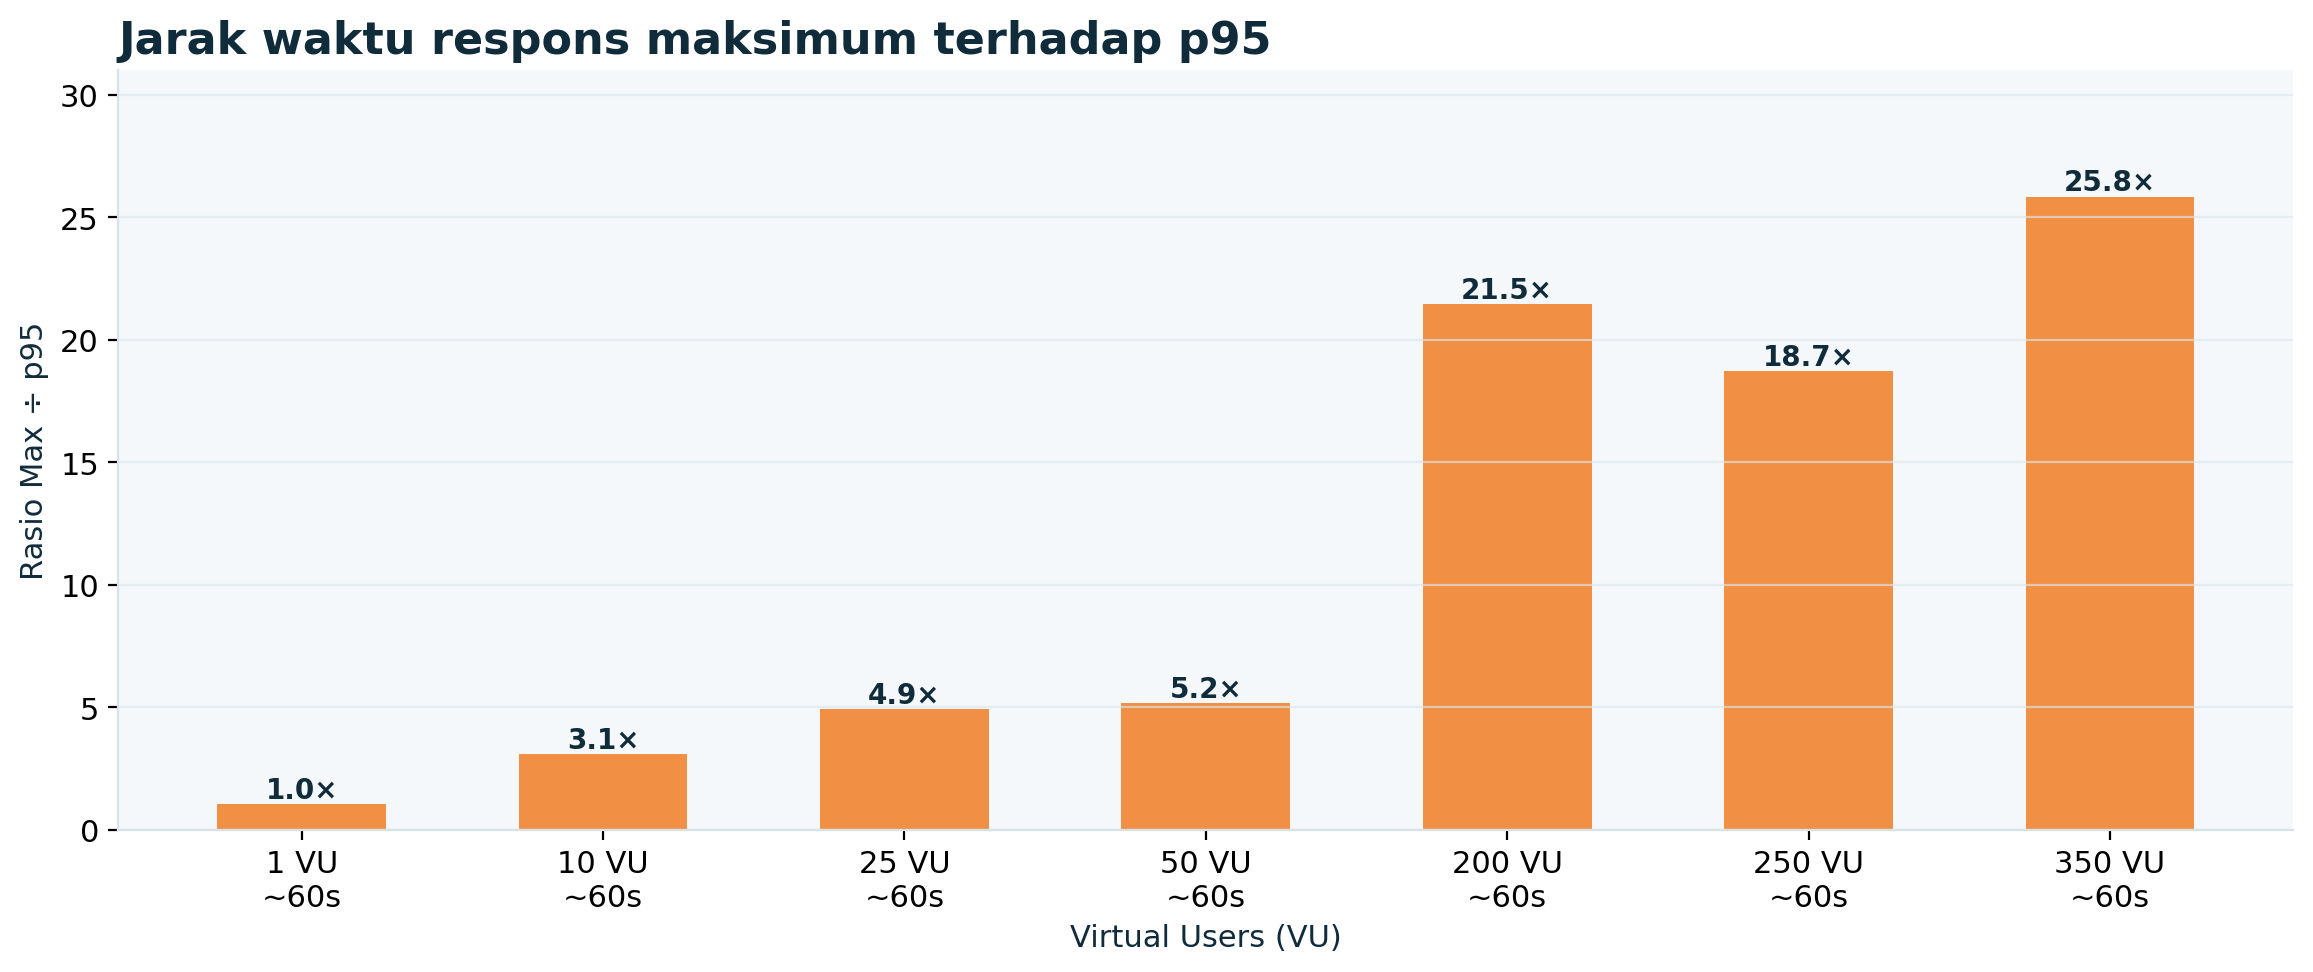 Jarak waktu respons maksimum terhadap p95
Rasio Max ÷ p95
30
25
20
15
10
5
0
1.0×
3.1×
4.9×
5.2×
21.5×
18.7×
25.8×
1 VU
~60s
10 VU
~60s
25 VU
~60s
50 VU
~60s
200 VU
~60s
250 VU
~60s
350 VU
~60s
Virtual Users (VU)